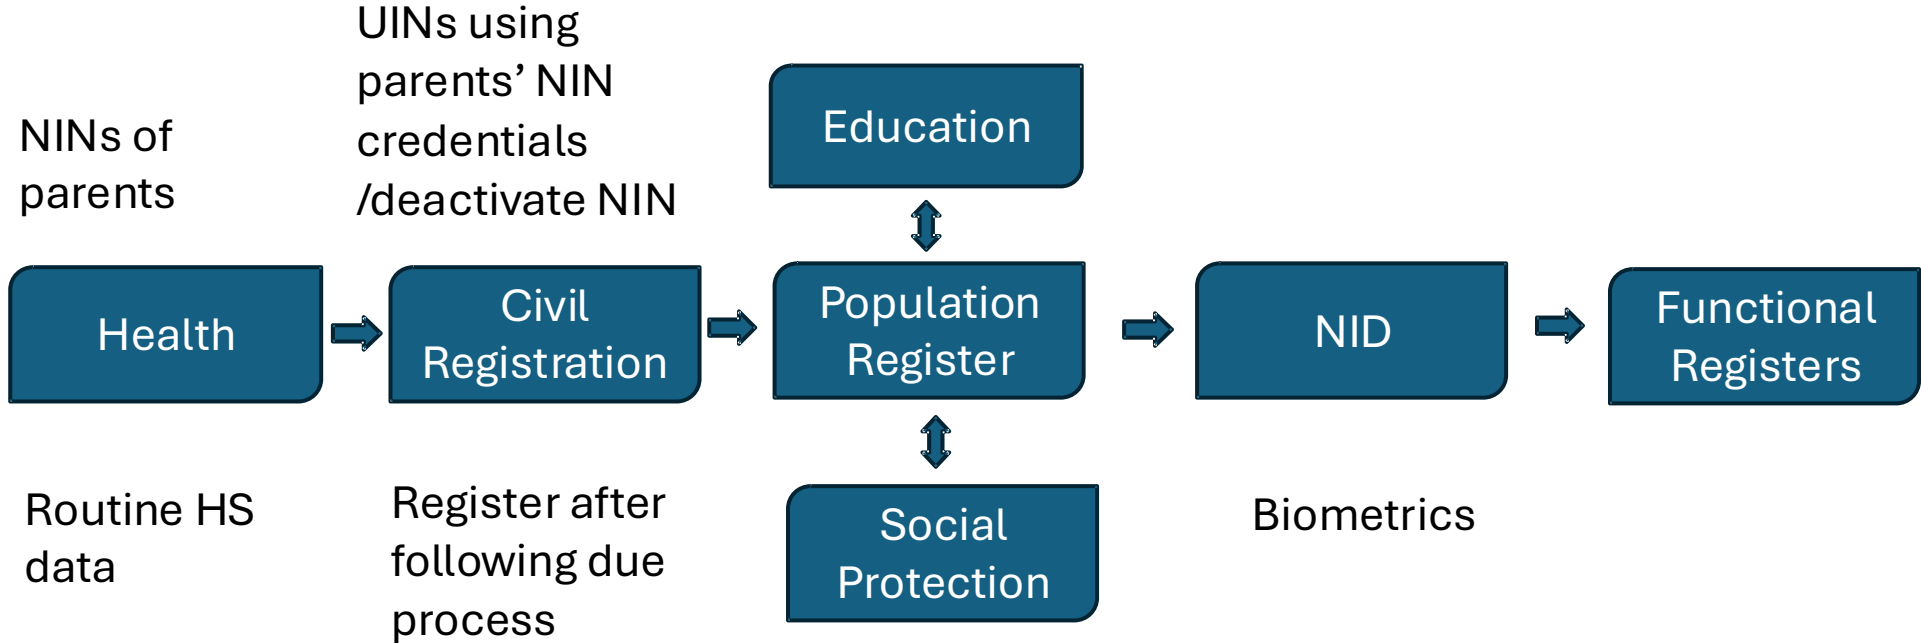 NINs of
parents
UINs using
parents’ NIN
credentials
/deactivate NIN
Education
Health
Civil
Registration
Population
Register
NID
Functional
Registers
Routine HS
data
Register after
following due
process
Social
Protection
Biometrics